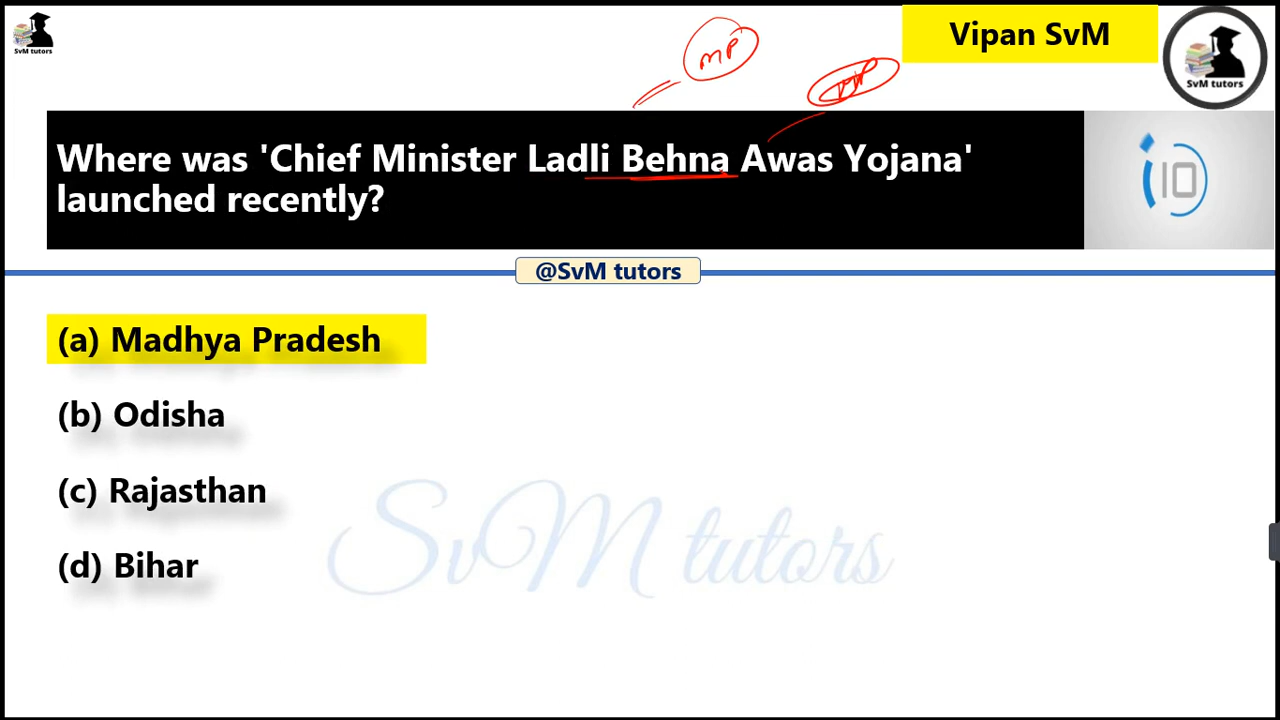 SvM tutors
Vipan SvM
SvM tutors
MP
Where was 'Chief Minister Ladli Behna Awas Yojana'
launched recently?
10
@SvM tutors
(a) Madhya Pradesh
(b) Odisha
(c) Rajasthan
(d) Bihar
SvM tutors